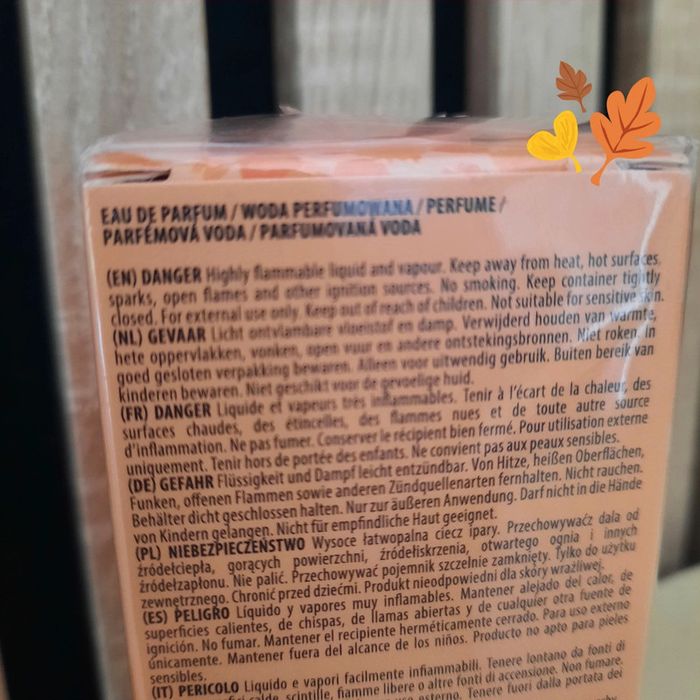 EAU DE PARFUM / WODA PERFUMOWANA / PERFUME /
PARFÉMOVÁ VODA / PARFUMOVANÁ VODA
(EN) DANGER Highly flammable liquid and vapour. Keep away from heat, hot surfaces,
sparks, open flames and other ignition sources. No smoking. Keep container tightly
closed. For external use only. Keep out of reach of children. Not suitable for sensitive skin.
(NL) GEVAAR Licht ontvlambare vloeistof en damp. Verwijderd houden van warmte,
hete oppervlakken, vonken, open vuur en andere ontstekingsbronnen. Niet roken. In
goed gesloten verpakking bewaren. Alleen voor uitwendig gebruik. Buiten bereik van
kinderen bewaren. Niet geschikt voor de gevoelige huid.
(FR) DANGER Liquide et vapeurs très inflammables. Tenir à l'écart de la chaleur, des
surfaces chaudes, des étincelles, des flammes nues et de toute autre source
d'inflammation. Ne pas fumer. Conserver le récipient bien fermé. Pour utilisation externe
uniquement. Tenir hors de portée des enfants. Ne convient pas aux peaux sensibles.
(DE) GEFAHR Flüssigkeit und Dampf leicht entzündbar. Von Hitze, heißen Oberflächen,
Funken, offenen Flammen sowie anderen Zündquellenarten fernhalten. Nicht rauchen.
Behälter dicht geschlossen halten. Nur zur äußeren Anwendung. Darf nicht in die Hände
von Kindern gelangen. Nicht für empfindliche Haut geeignet.
(PL) NIEBEZPIECZEŃSTWO Wysoce łatwopalna ciecz ipary. Przechowywaćz dala od
źródełciepła, gorących powierzchni, źródełiskrzenia, otwartego ognia i innych
źródełzapłonu. Nie palić. Przechowywać pojemnik szczelnie zamknięty. Tylko do użytku
zewnętrznego. Chronić przed dziećmi. Produkt nieodpowiedni dla skóry wrażliwej.
(ES) PELIGRO Líquido y vapores muy inflamables. Mantener alejado del calor, de
superficies calientes, de chispas, de llamas abiertas y de cualquier otra fuente de
ignición. No fumar. Mantener el recipiente herméticamente cerrado. Para uso externo
únicamente. Mantener fuera del alcance de los niños. Producto no apto para pieles
sensibles.
(IT) PERICOLO Liquido e vapori facilmente infiammabili. Tenere lontano da fonti di
calde, scintille, fiamme libere o altre fonti di accensione. Non fumare.
uso esterno. Tenere fuori dalla portata dei